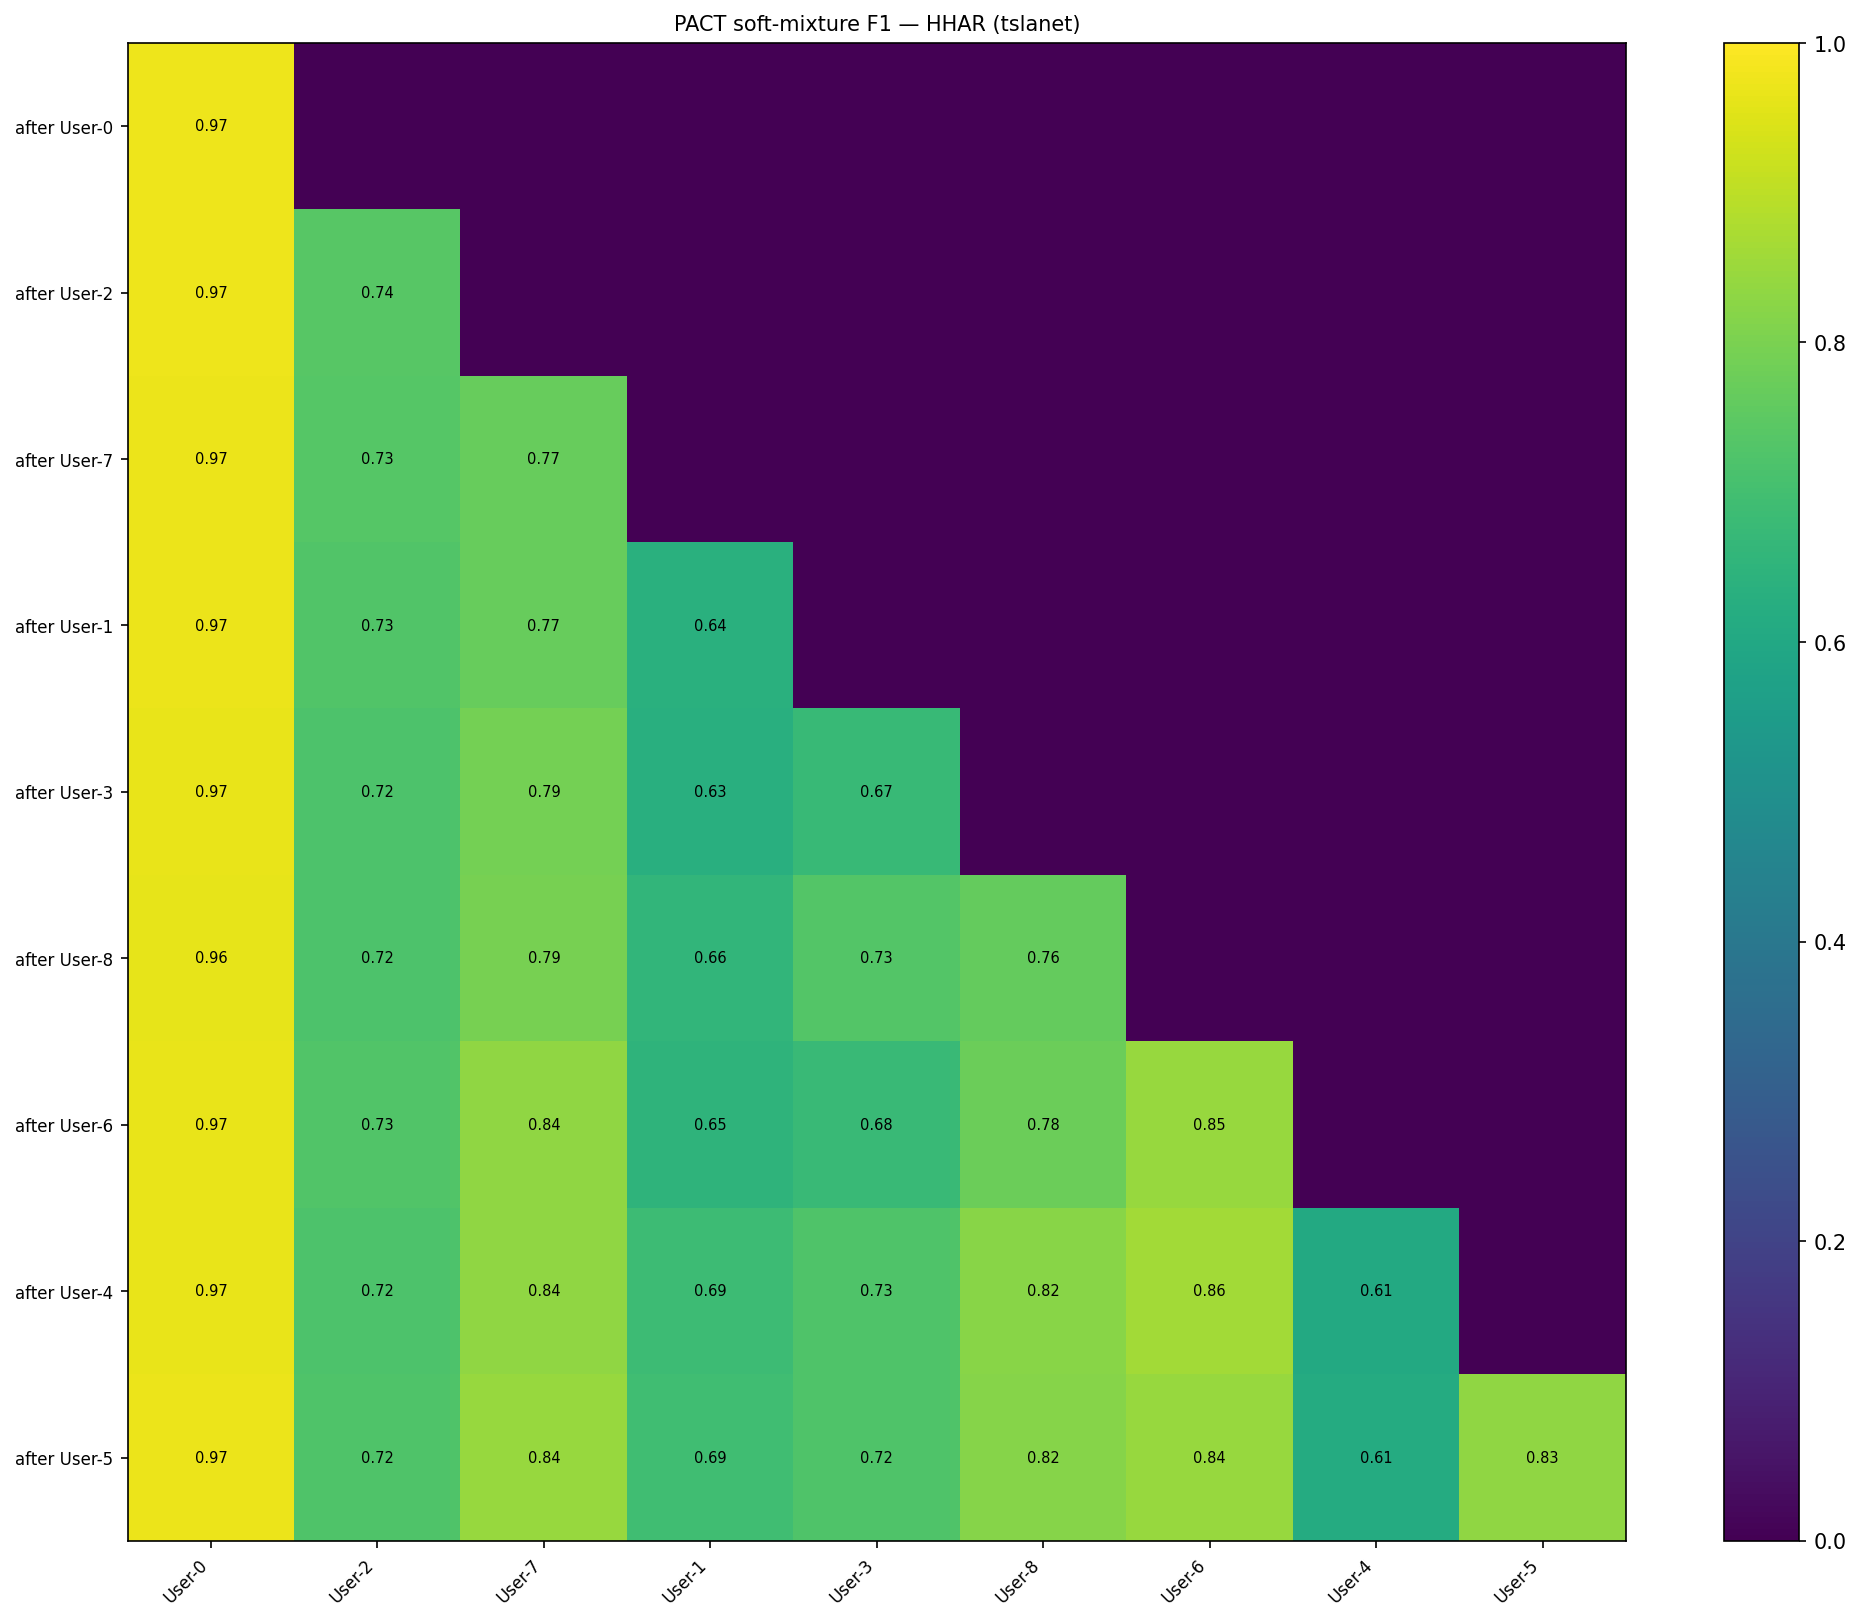 PACT soft-mixture F1 — HHAR (tslanet)
1.0
after User-0 0.97
after User-2 0.97 0.74
0.8
after User-7 0.97 0.73 0.77
after User-1 0.97 0.73 0.77 0.64
0.6
after User-3 0.97 0.72 0.79 0.63 0.67
0.4
after User-8 0.96 0.72 0.79 0.66 0.73 0.76
after User-6 0.97 0.73 0.84 0.65 0.68 0.78 0.85
0.2
after User-4 0.97 0.72 0.84 0.69 0.73 0.82 0.86 0.61
after User-5 0.97 0.72 0.84 0.69 0.72 0.82 0.84 0.61 0.83
0.0
User-0 User-2 User-7 User-1 User-3 User-8 User-6 User-4 User-5